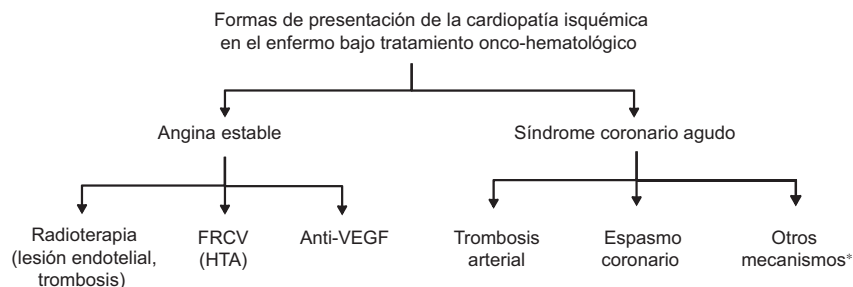 Formas de presentación de la cardiopatía isquémica
en el enfermo bajo tratamiento onco-hematológico
Angina estable
Síndrome coronario agudo
Radioterapia
(lesión endotelial,
trombosis)
FRCV
(HTA)
Anti-VEGF
Trombosis
arterial
Espasmo
coronario
Otros
mecanismos*